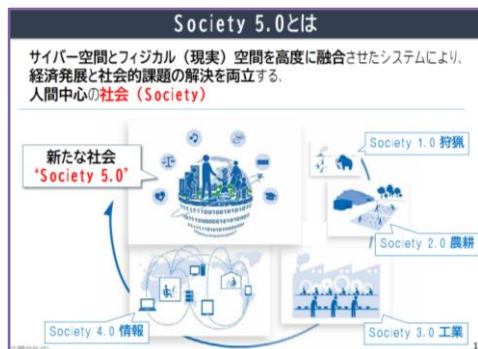 Society 5.0とは
サイバー空間とフィジカル（現実）空間を高度に融合させたシステムにより、
経済発展と社会的課題の解決を両立する、
人間中心の社会（Society）
新たな社会
“Society 5.0”
Society 1.0 狩猟
Society 2.0 農耕
Society 3.0 工業
Society 4.0 情報
1